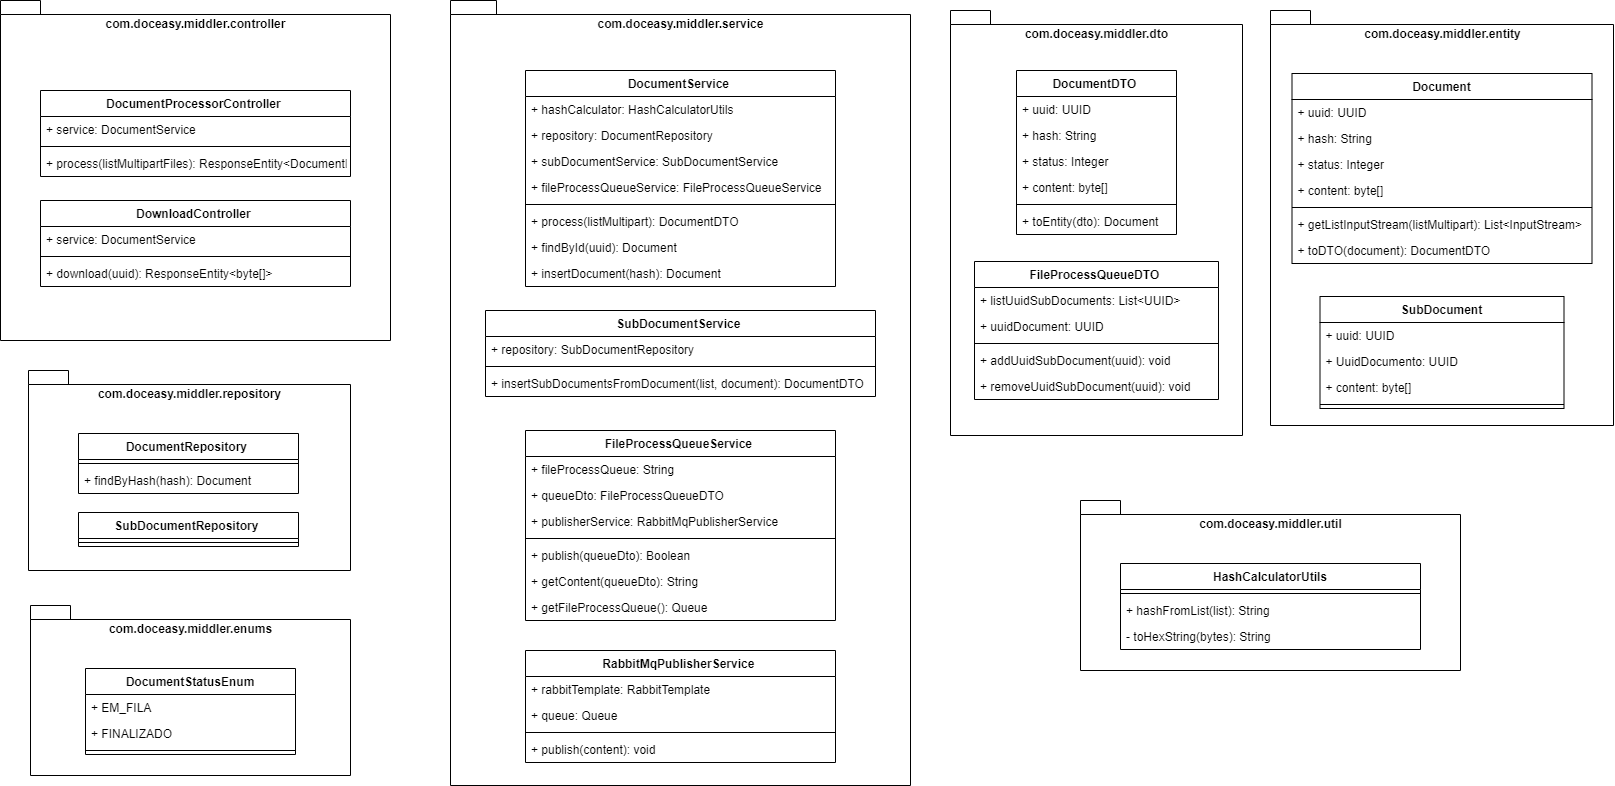 com.doceasy.middler.controller
DocumentProcessorController
+ service: DocumentService
+ process(listMultipartFiles): ResponseEntity<Document
DownloadController
+ service: DocumentService
+ download(uuid): ResponseEntity<byte[]>
com.doceasy.middler.repository
DocumentRepository
+ findByHash(hash): Document
SubDocumentRepository
com.doceasy.middler.enums
DocumentStatusEnum
+ EM_FILA
+ FINALIZADO
com.doceasy.middler.service
DocumentService
+ hashCalculator: HashCalculatorUtils
+ repository: DocumentRepository
+ subDocumentService: SubDocumentService
+ fileProcessQueueService: FileProcessQueueService
+ process(listMultipart): DocumentDTO
+ findById(uuid): Document
+ insertDocument(hash): Document
SubDocumentService
+ repository: SubDocumentRepository
+ insertSubDocumentsFromDocument(list, document): DocumentDTO
FileProcessQueueService
+ fileProcessQueue: String
+ queueDto: FileProcessQueueDTO
+ publisherService: RabbitMqPublisherService
+ publish(queueDto): Boolean
+ getContent(queueDto): String
+ getFileProcessQueue(): Queue
RabbitMqPublisherService
+ rabbitTemplate: RabbitTemplate
+ queue: Queue
+ publish(content): void
com.doceasy.middler.dto
DocumentDTO
+ uuid: UUID
+ hash: String
+ status: Integer
+ content: byte[]
+ toEntity(dto): Document
FileProcessQueueDTO
+ listUuidSubDocuments: List<UUID>
+ uuidDocument: UUID
+ addUuidSubDocument(uuid): void
+ removeUuidSubDocument(uuid): void
com.doceasy.middler.entity
Document
+ uuid: UUID
+ hash: String
+ status: Integer
+ content: byte[]
+ getListInputStream(listMultipart): List<InputStream>
+ toDTO(document): DocumentDTO
SubDocument
+ uuid: UUID
+ UuidDocumento: UUID
+ content: byte[]
com.doceasy.middler.util
HashCalculatorUtils
+ hashFromList(list): String
- toHexString(bytes): String